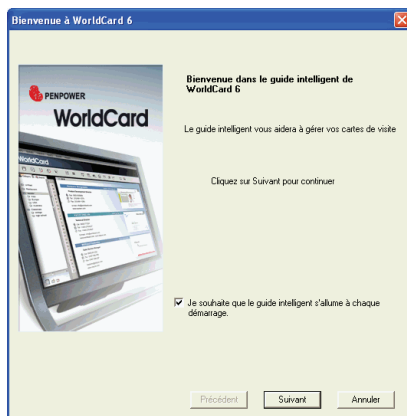 Bienvenue à WorldCard 6
PENPOWER
WorldCard
WorldCard
Bienvenue dans le guide intelligent de
WorldCard 6
Le guide intelligent vous aidera à gérer vos cartes de visite
Cliquez sur Suivant pour continuer
Je souhaite que le guide intelligent s'allume à chaque
démarrage.
Précédent
Suivant
Annuler